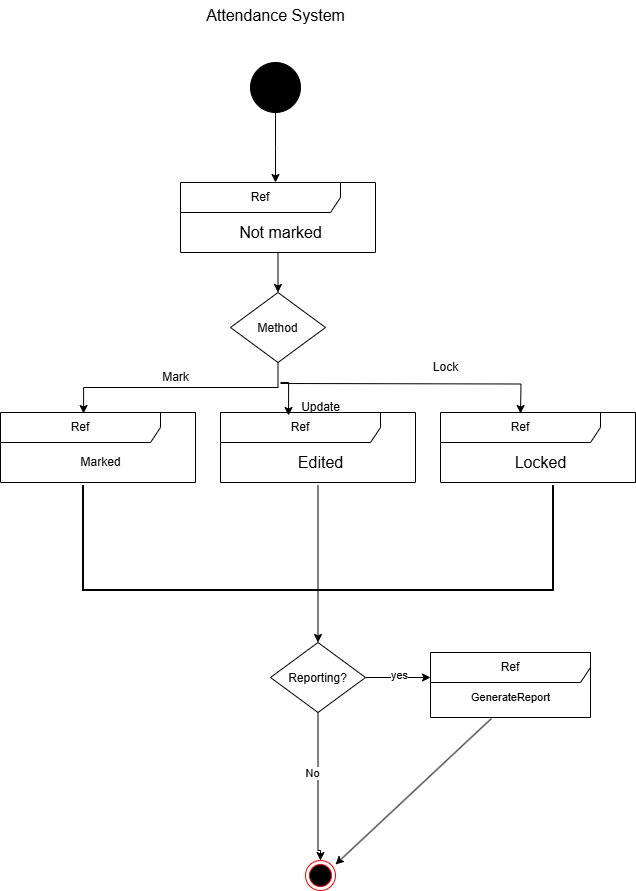 Attendance System
Ref
Not marked
Method
Mark
Lock
Update
Ref
Marked
Ref
Edited
Ref
Locked
Reporting?
yes
Ref
GenerateReport
No